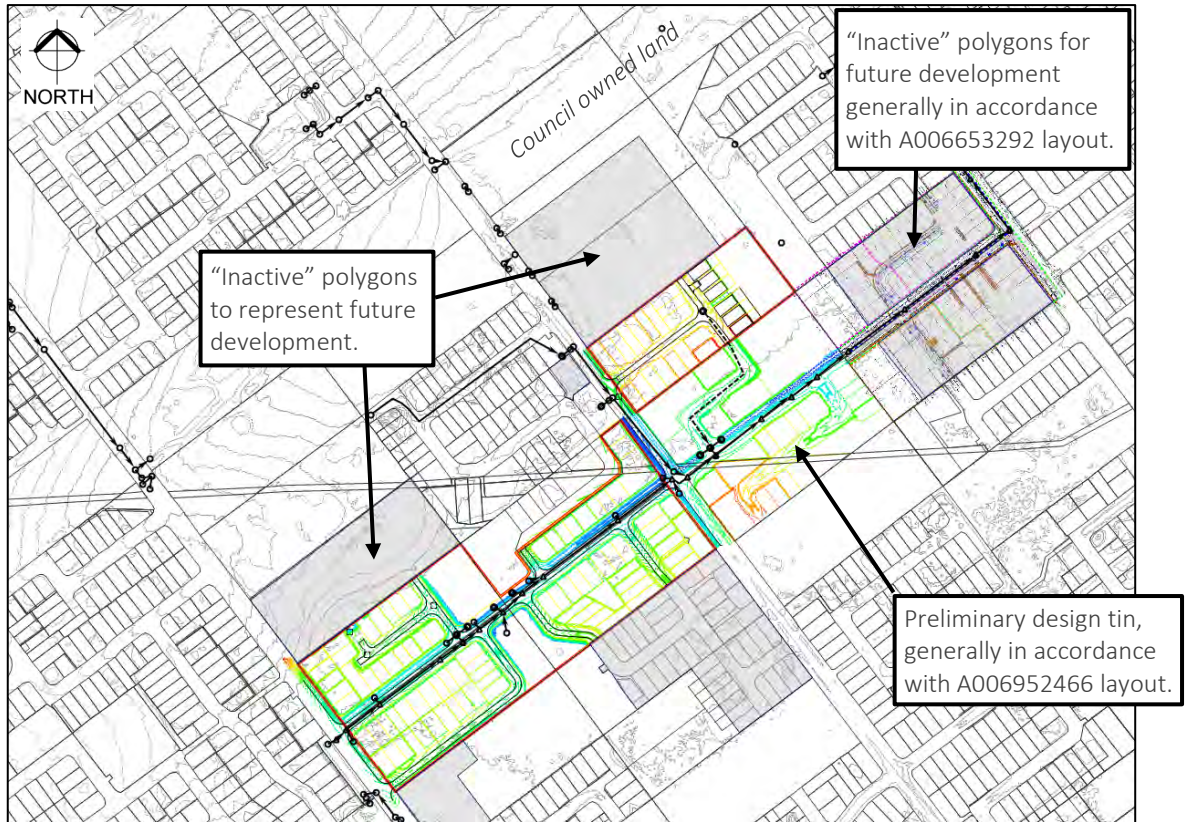 NORTH
Council owned land
“Inactive” polygons for
future development
generally in accordance
with A006653292 layout.
“Inactive” polygons
to represent future
development.
Preliminary design tin,
generally in accordance
with A006952466 layout.